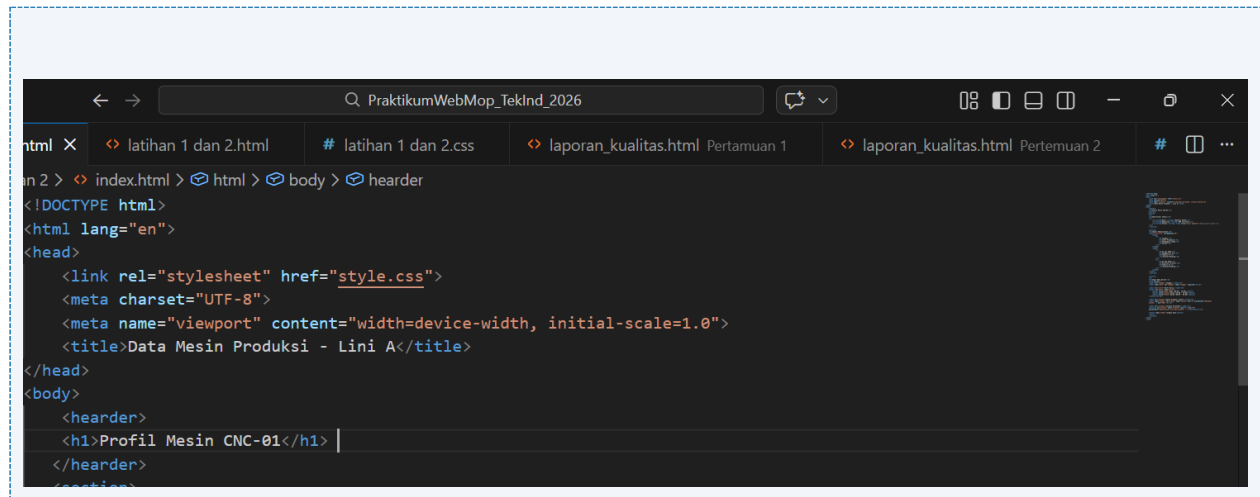 PraktikumWebMop_TekInd_2026
html
latihan 1 dan 2.html
# latihan 1 dan 2.css
laporan_kualitas.html Pertamuan 1
laporan_kualitas.html Pertemuan 2
#
an 2 > index.html > html > body > hearder
<!DOCTYPE html>
<html lang="en">
<head>
<link rel="stylesheet" href="style.css">
<meta charset="UTF-8">
<meta name="viewport" content="width=device-width, initial-scale=1.0">
<title>Data Mesin Produksi - Lini A</title>
</head>
<body>
<hearder>
<h1>Profil Mesin CNC-01</h1>
</hearder>
<section>